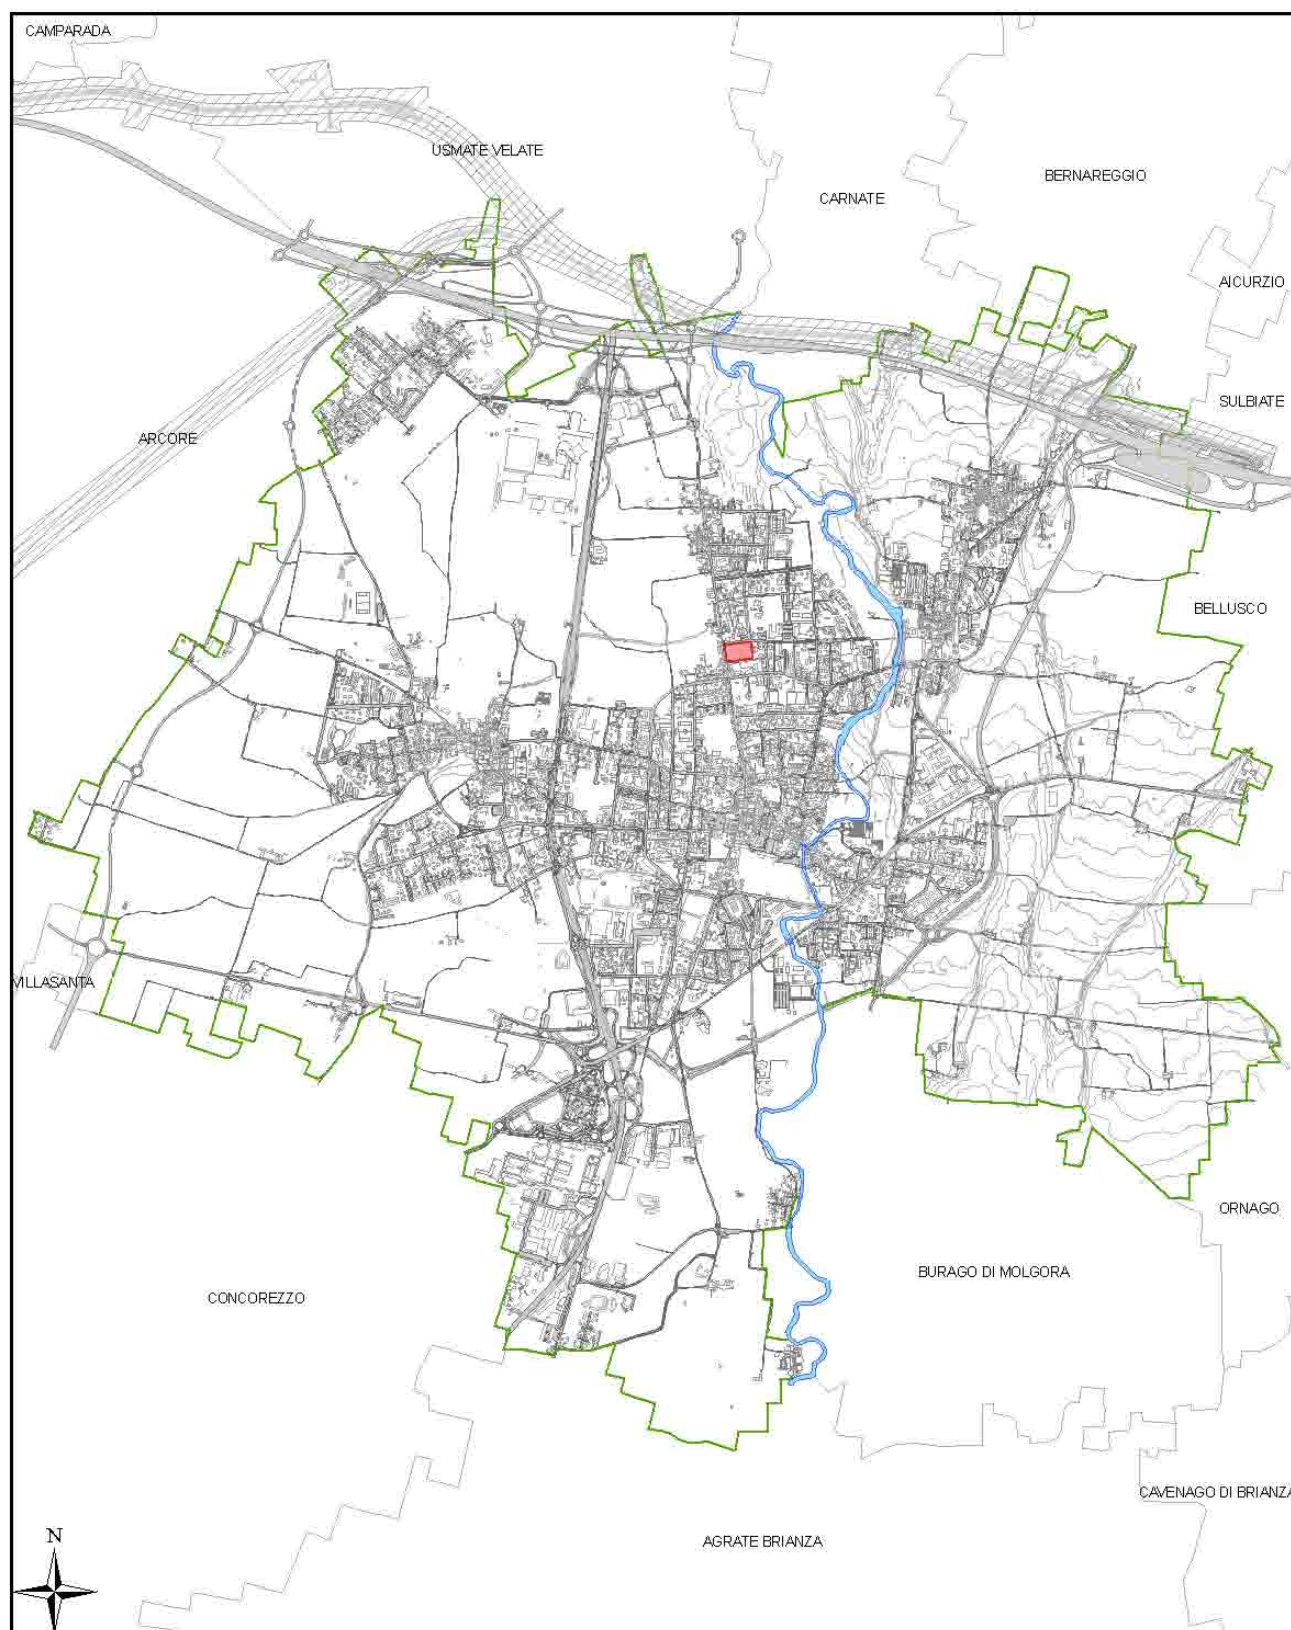 CAMPARADA
USMATE VELATE
BERNAREGGIO
CARNATE
AICURZIO
SULBIATE
ARCORE
BELLUSCO
VILLASANTA
ORNAGO
BURAGO DI MOLGORA
CONCOREZZO
CAVENAGO DI BRIANZA
AGRATE BRIANZA
N